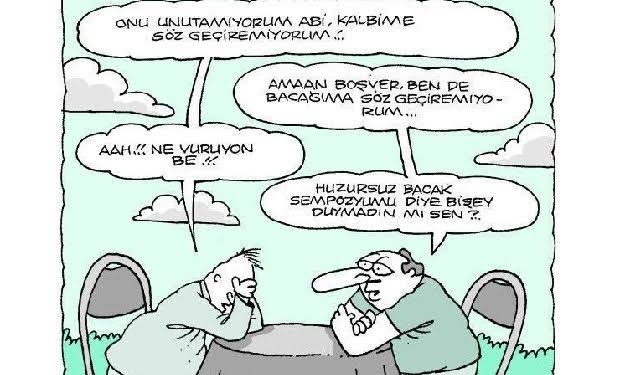 ONU UNUTAMIYORUM ABİ, KALBİME
SÖZ GEÇİREMİYORUM...
AMAAN BOŞVER, BEN DE
BACAĞIMA SÖZ GEÇİREMİYO-
RUM...
AAH!! NE VURUYON
BE !!
HUZURSUZ BACAK
SEMPOZYUMU DİYE BİŞEY
DUYMADIN MI SEN ?